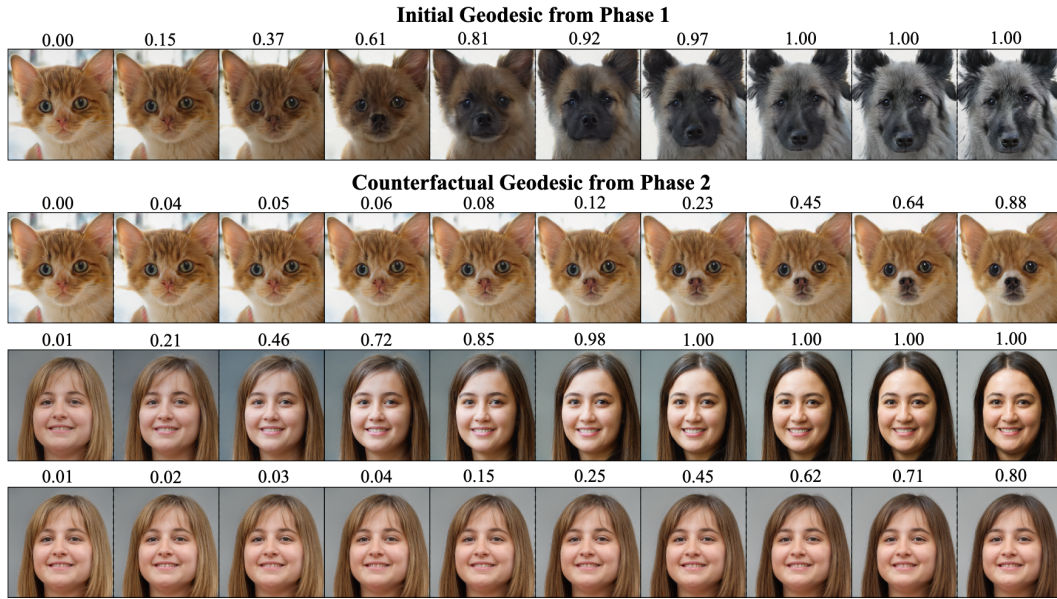 Initial Geodesic from Phase 1
0.00 0.15 0.37 0.61 0.81 0.92 0.97 1.00 1.00 1.00
Counterfactual Geodesic from Phase 2
0.00 0.04 0.05 0.06 0.08 0.12 0.23 0.45 0.64 0.88
0.01 0.21 0.46 0.72 0.85 0.98 1.00 1.00 1.00 1.00
0.01 0.02 0.03 0.04 0.15 0.25 0.45 0.62 0.71 0.80